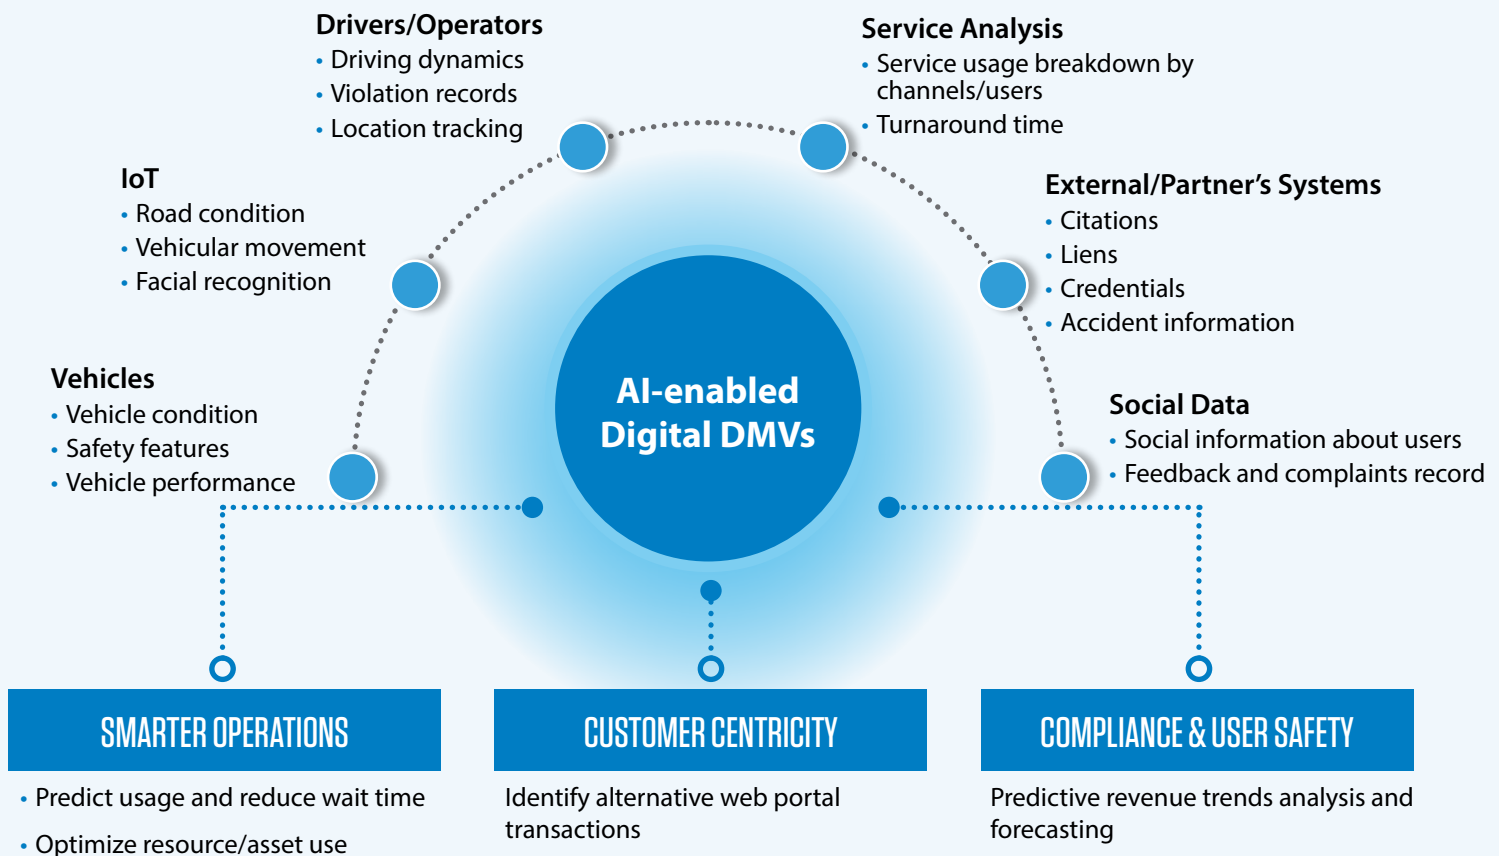 Drivers/Operators
• Driving dynamics
• Violation records
• Location tracking
Service Analysis
• Service usage breakdown by
channels/users
• Turnaround time
IoT
• Road condition
• Vehicular movement
• Facial recognition
External/Partner’s Systems
• Citations
• Liens
• Credentials
• Accident information
Vehicles
• Vehicle condition
• Safety features
• Vehicle performance
AI-enabled
Digital DMVs
Social Data
• Social information about users
• Feedback and complaints record
SMARTER OPERATIONS
• Predict usage and reduce wait time
• Optimize resource/asset use
CUSTOMER CENTRICITY
Identify alternative web portal
transactions
COMPLIANCE & USER SAFETY
Predictive revenue trends analysis and
forecasting